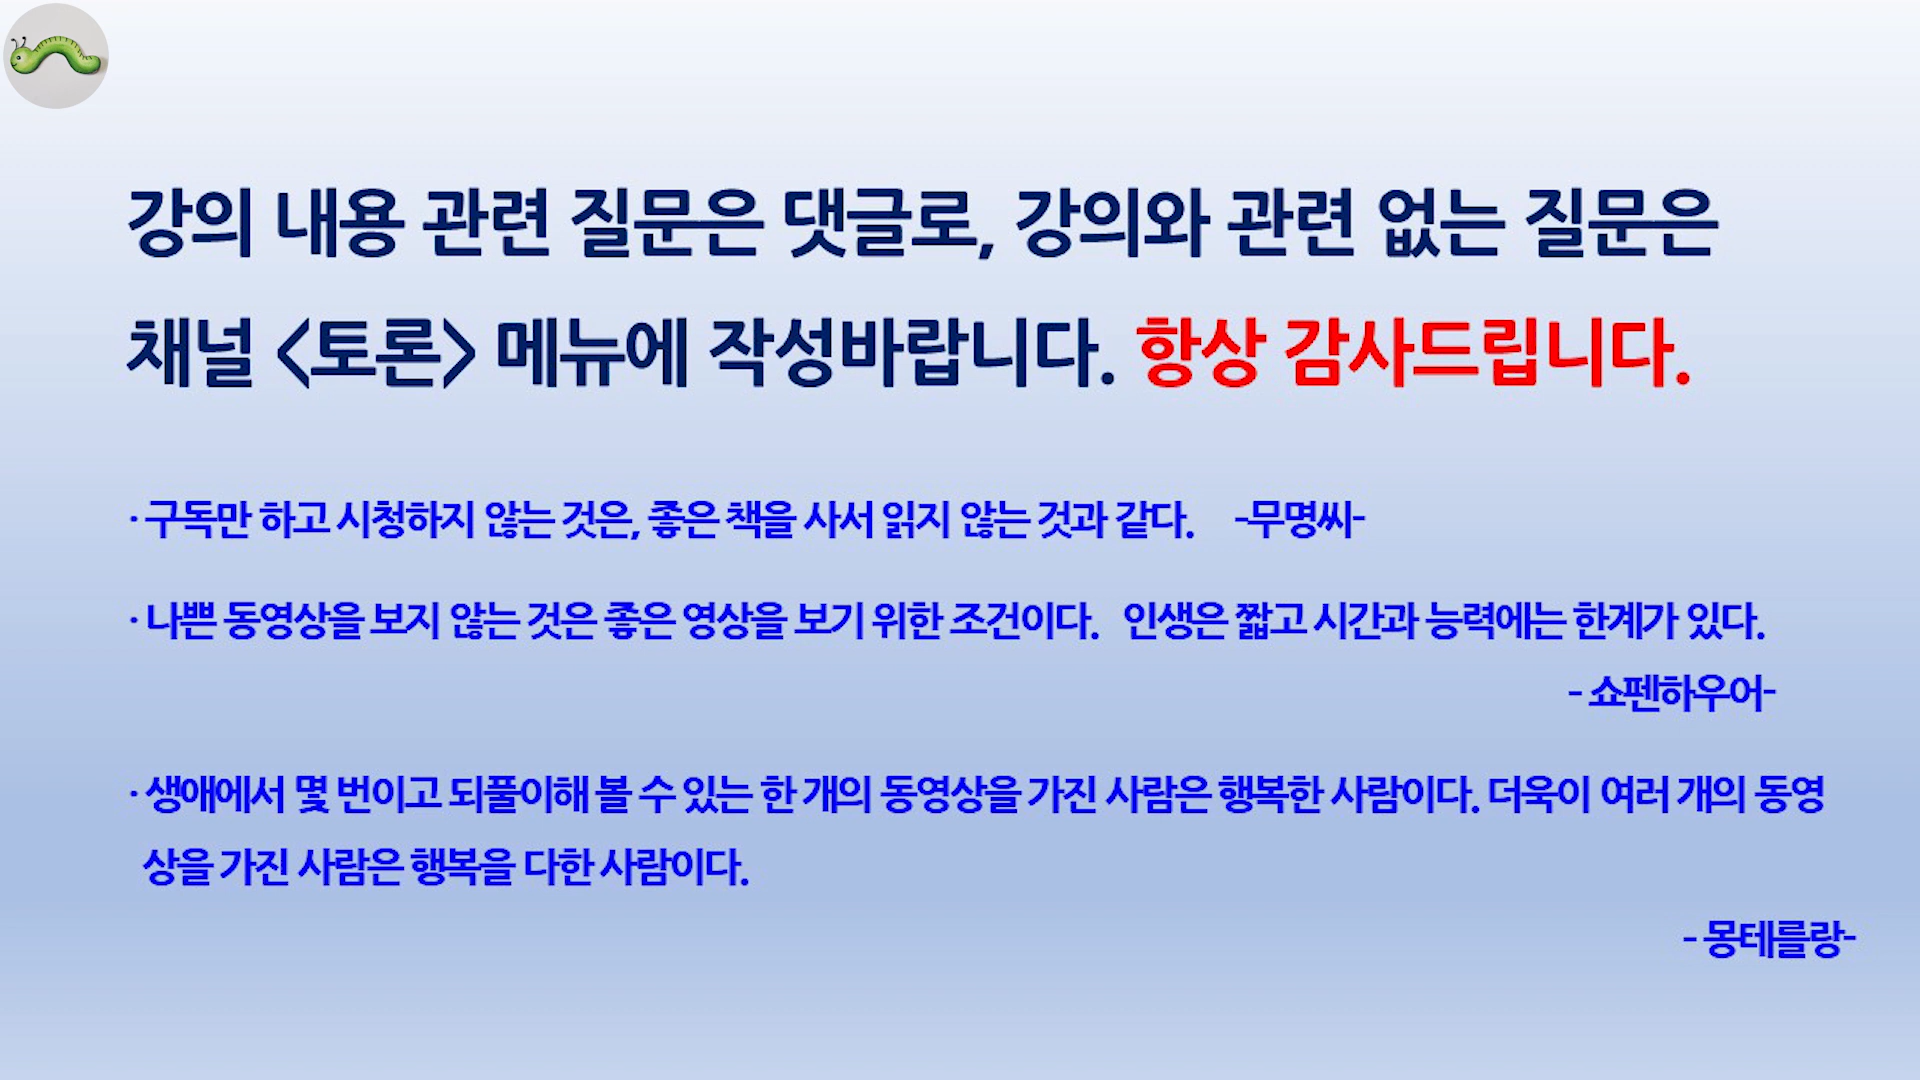 강의 내용 관련 질문은 댓글로, 강의와 관련 없는 질문은
채널 <토론> 메뉴에 작성바랍니다. 항상 감사드립니다.
· 구독만 하고 시청하지 않는 것은, 좋은 책을 사서 읽지 않는 것과 같다. -무명씨-
· 나쁜 동영상을 보지 않는 것은 좋은 영상을 보기 위한 조건이다. 인생은 짧고 시간과 능력에는 한계가 있다.
- 쇼펜하우어-
· 생애에서 몇 번이고 되풀이해 볼 수 있는 한 개의 동영상을 가진 사람은 행복한 사람이다. 더욱이 여러 개의 동영
상을 가진 사람은 행복을 다한 사람이다.
- 몽테를랑-